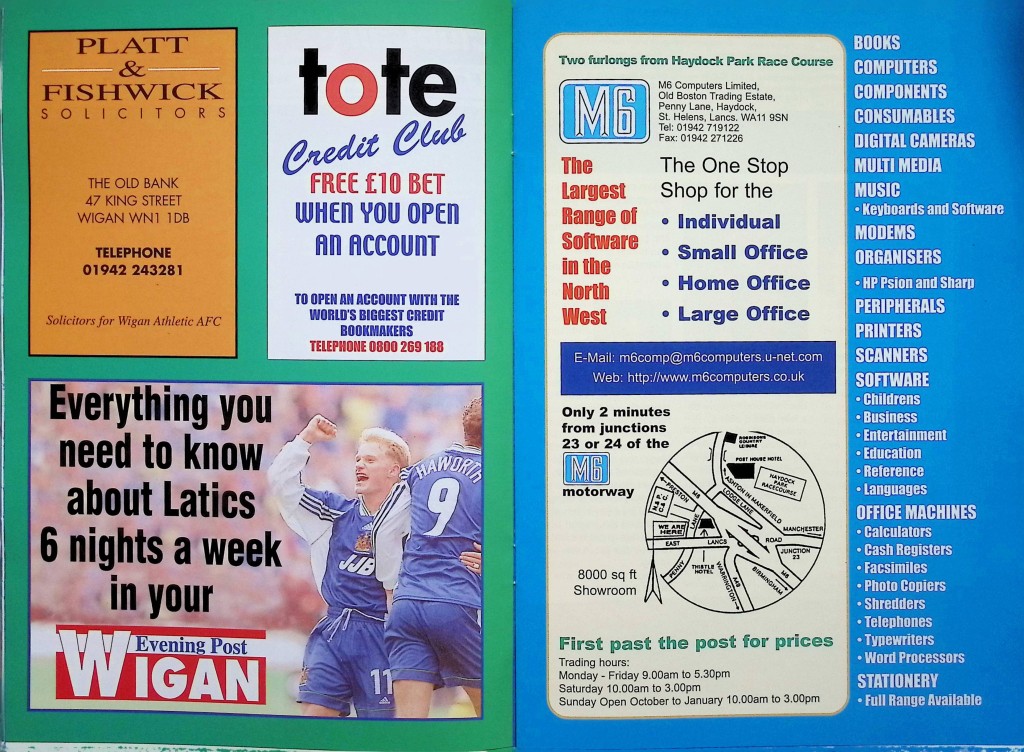 PLATT
&
FISHWICK
SOLICITORS
THE OLD BANK
47 KING STREET
WIGAN WN1 1DB
TELEPHONE
01942 243281
Solicitors for Wigan Athletic AFC
tote
Credit Club
FREE £10 BET
WHEN YOU OPEN
AN ACCOUNT
TO OPEN AN ACCOUNT WITH THE
WORLD'S BIGGEST CREDIT
BOOKMAKERS
TELEPHONE 0800 269 188
Everything you
need to know
about Latics
6 nights a week
in your
Evening Post
WIGAN
HAWORTH
9
JJB
11
adidas
Two furlongs from Haydock Park Race Course
M6
M6 Computers Limited,
Old Boston Trading Estate,
Penny Lane, Haydock,
St. Helens, Lancs. WA11 9SN
Tel: 01942 719122
Fax: 01942 271226
The
Largest
Range of
Software
in the
North
West
The One Stop
Shop for the
• Individual
• Small Office
• Home Office
• Large Office
E-Mail: m6comp@m6computers.u-net.com
Web: http://www.m6computers.co.uk
Only 2 minutes
from junctions
23 or 24 of the
M6
motorway
8000 sq ft
Showroom
ROBINSONS
COUNTRY
LEISURE
POST HOUSE HOTEL
HAYDOCK
PARK
RACECOURSE
ASHTON IN MAKERFIELD
LODGE LANE
PRESTON
M6
LANE
WE ARE
HERE
MANCHESTER
EAST
LANCS
ROAD
JUNCTION
23
PENNY
THISTLE
HOTEL
WARRINGTON
A49
BIRMINGHAM
M6
First past the post for prices
Trading hours:
Monday - Friday 9.00am to 5.30pm
Saturday 10.00am to 3.00pm
Sunday Open October to January 10.00am to 3.00pm
BOOKS
COMPUTERS
COMPONENTS
CONSUMABLES
DIGITAL CAMERAS
MULTI MEDIA
MUSIC
• Keyboards and Software
MODEMS
ORGANISERS
• HP Psion and Sharp
PERIPHERALS
PRINTERS
SCANNERS
SOFTWARE
• Childrens
• Business
• Entertainment
• Education
• Reference
• Languages
OFFICE MACHINES
• Calculators
• Cash Registers
• Facsimiles
• Photo Copiers
• Shredders
• Telephones
• Typewriters
• Word Processors
STATIONERY
• Full Range Available